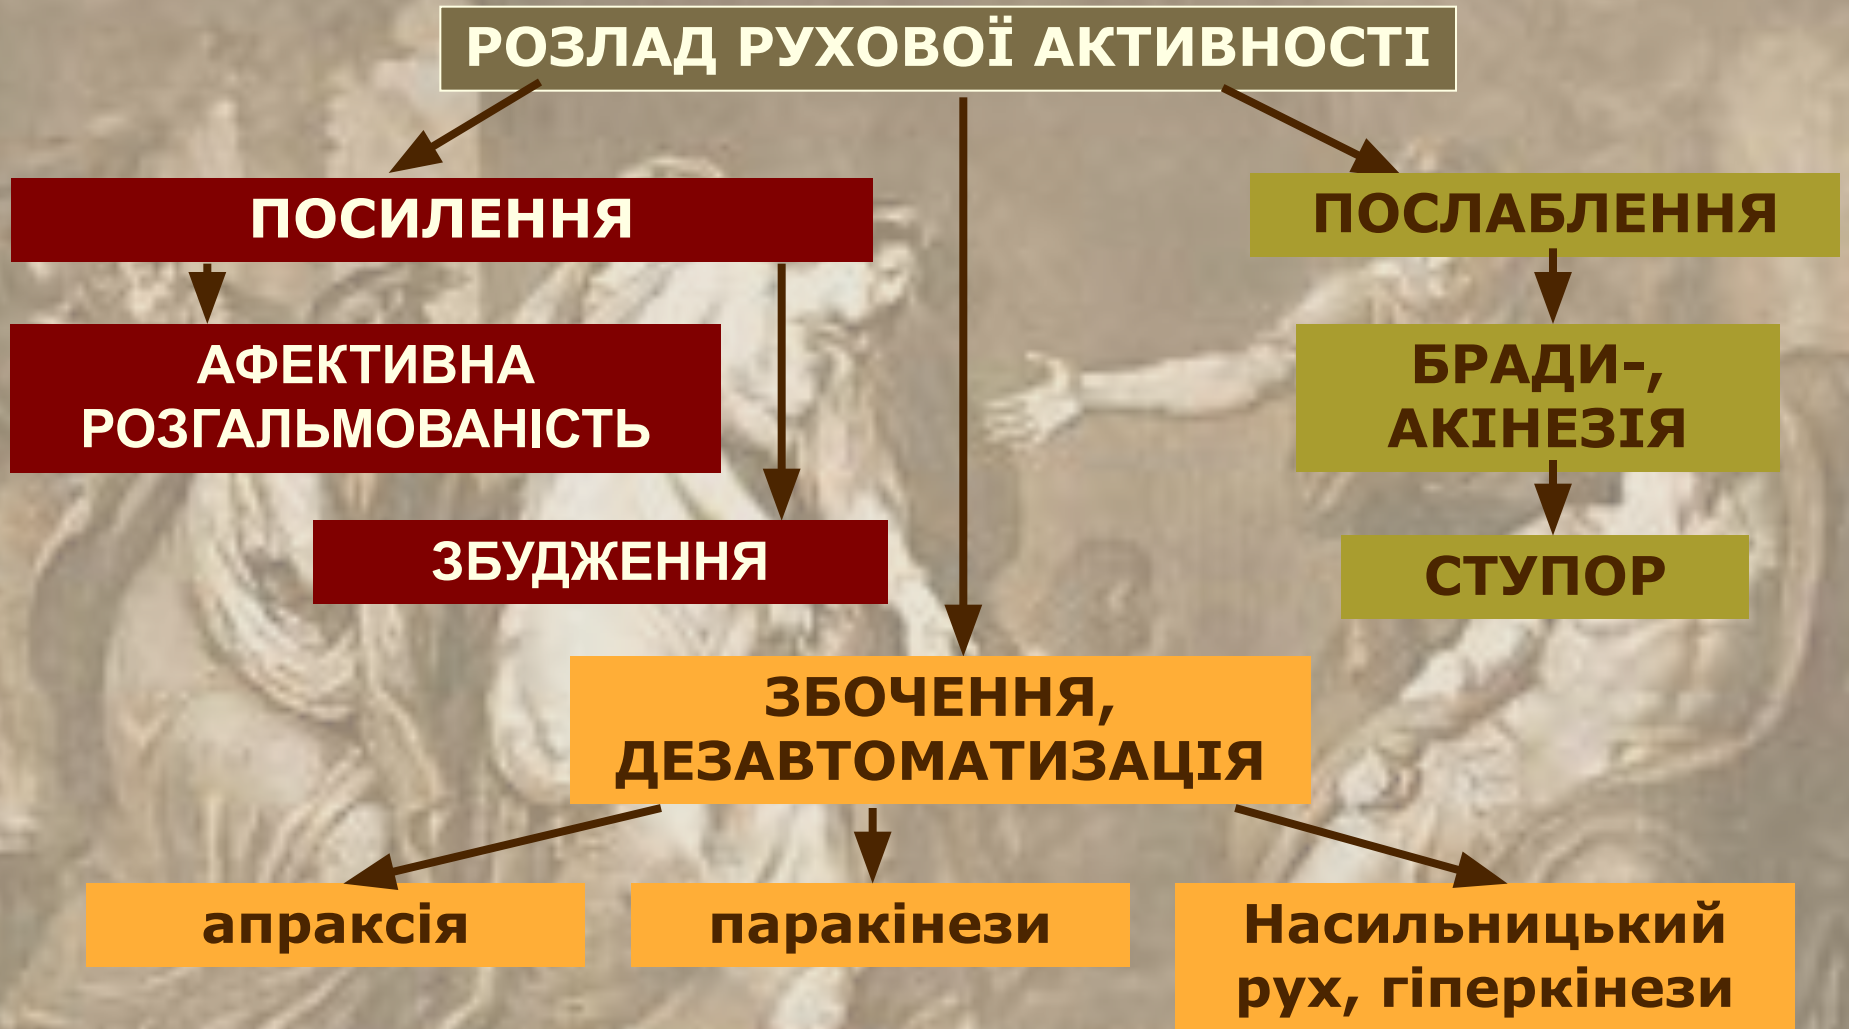 РОЗЛАД РУХОВОЇ АКТИВНОСТІ
ПОСИЛЕННЯ
ПОСЛАБЛЕННЯ
АФЕКТИВНА
РОЗГАЛЬМОВАНІСТЬ
БРАДИ-,
АКІНЕЗІЯ
ЗБУДЖЕННЯ
СТУПОР
ЗБОЧЕННЯ,
ДЕЗАВТОМАТИЗАЦІЯ
апраксія
паракінези
Насильницький
рух, гіперкінези